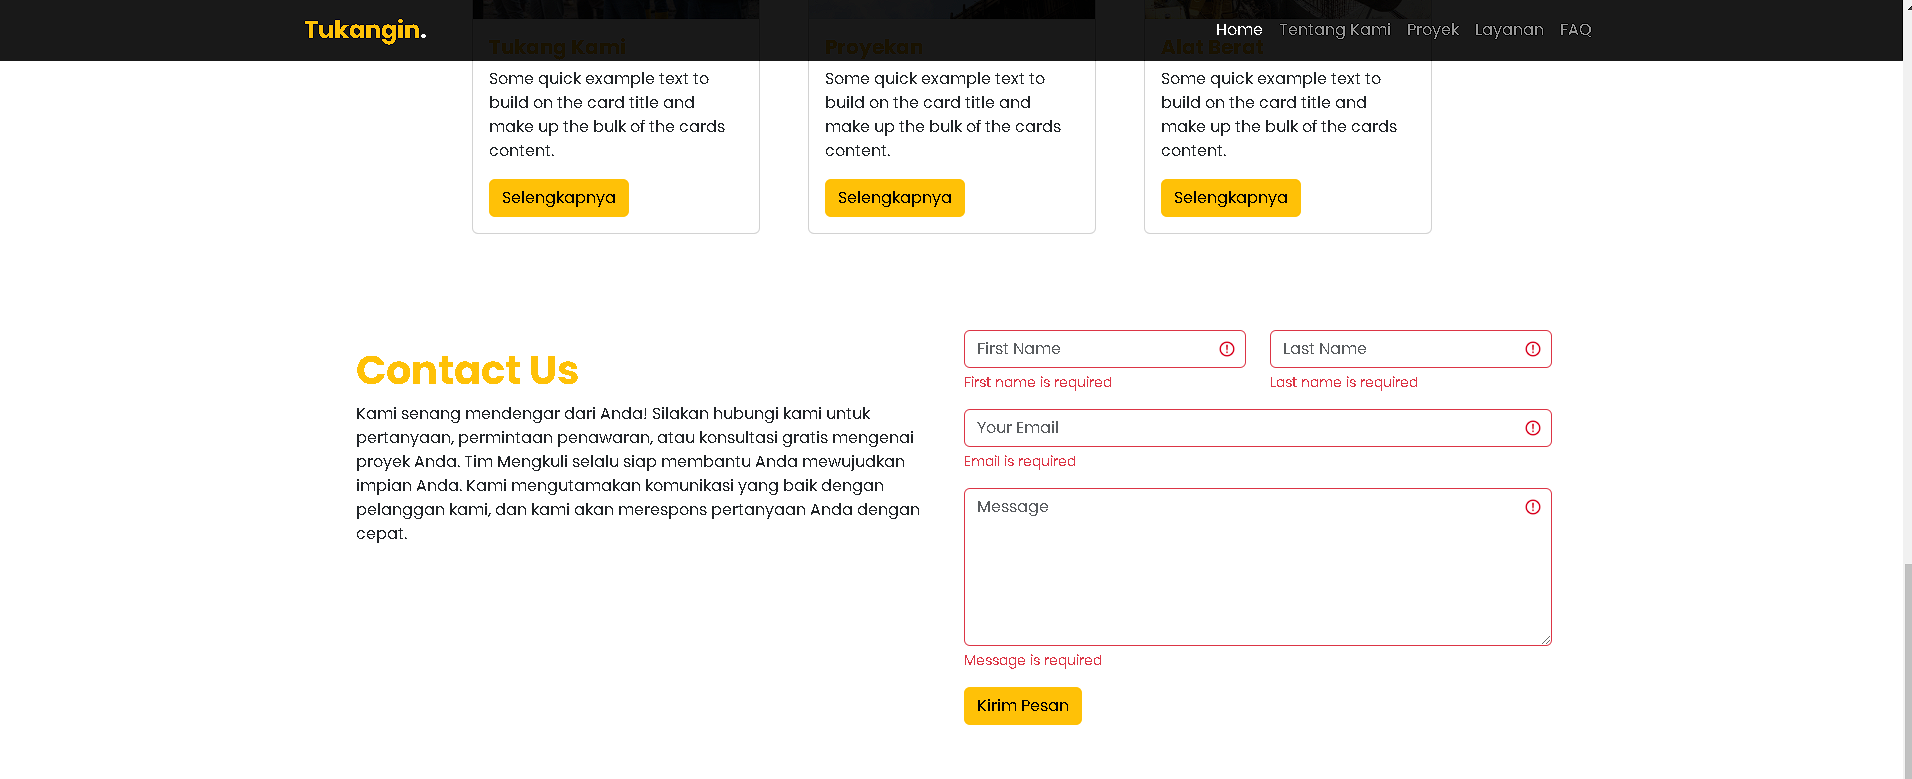 Tukangin.
Home Tentang Kami Proyek Layanan FAQ
Tukang Kami
Some quick example text to
build on the card title and
make up the bulk of the cards
content.
Selengkapnya
Proyekan
Some quick example text to
build on the card title and
make up the bulk of the cards
content.
Selengkapnya
Alat Berat
Some quick example text to
build on the card title and
make up the bulk of the cards
content.
Selengkapnya
Contact Us
Kami senang mendengar dari Anda! Silakan hubungi kami untuk
pertanyaan, permintaan penawaran, atau konsultasi gratis mengenai
proyek Anda. Tim Mengkuli selalu siap membantu Anda mewujudkan
impian Anda. Kami mengutamakan komunikasi yang baik dengan
pelanggan kami, dan kami akan merespons pertanyaan Anda dengan
cepat.
First Name
First name is required
Last Name
Last name is required
Your Email
Email is required
Message
Message is required
Kirim Pesan